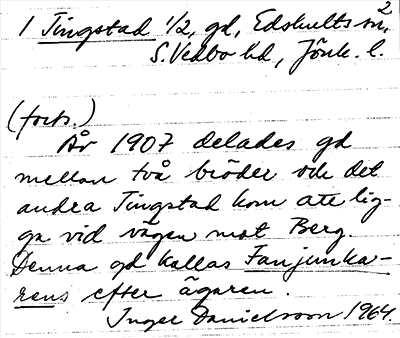 1 Tingstad 1/2, gd, Edshults sn, 2
S. Vedbo hd, Jönk. l.
(forts.)
År 1907 delades gd
mellan två bröder och det
andra Tingstad kom att lig-
ga vid vägen mot Berg.
Denna gd kallas Fanjunka-
rens efter ägaren.
Inger Danielsson 1964.